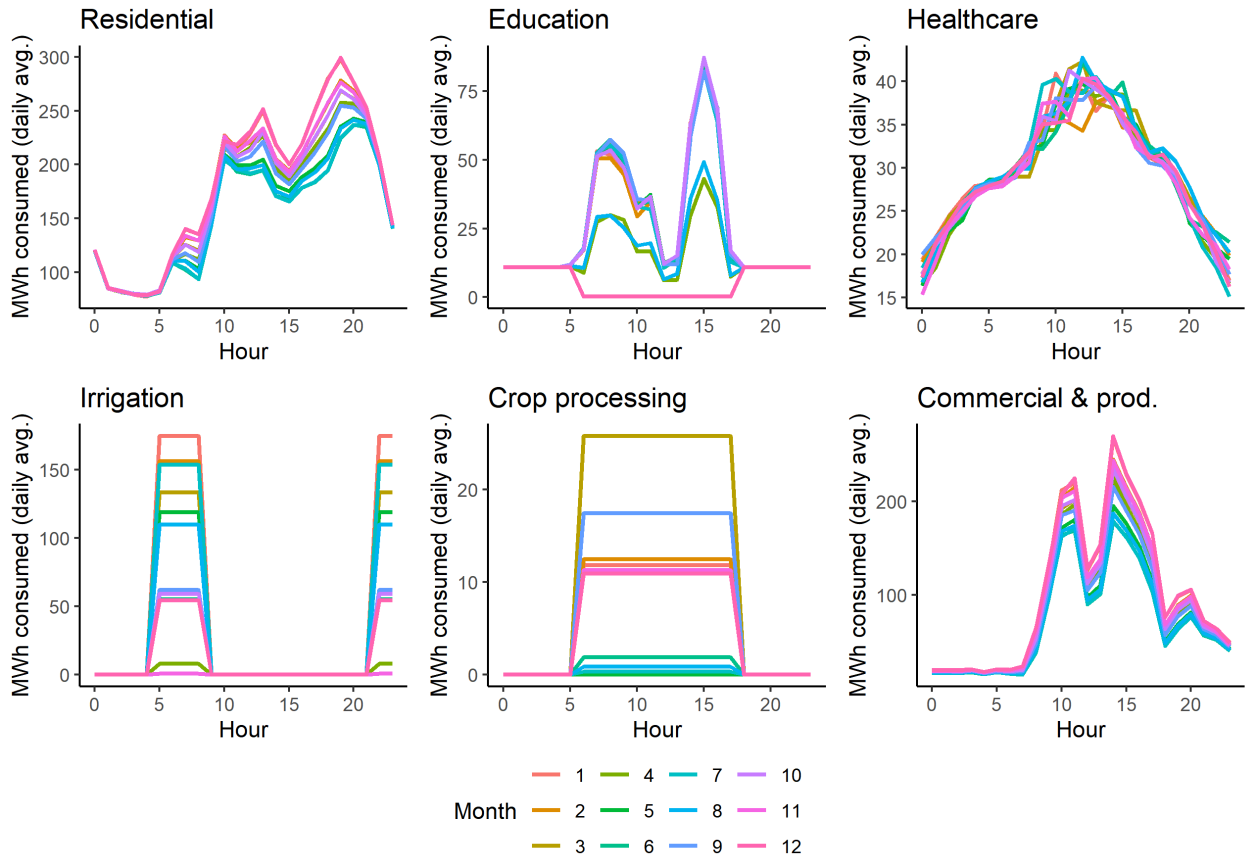 Residential
Education
Healthcare
MWh consumed (daily avg.)
300
250
200
150
100
0 5 10 15 20
Hour
MWh consumed (daily avg.)
75
50
25
0
0 5 10 15 20
Hour
MWh consumed (daily avg.)
40
35
30
25
20
15
0 5 10 15 20
Hour
Irrigation
Crop processing
Commercial & prod.
MWh consumed (daily avg.)
150
100
50
0
0 5 10 15 20
Hour
MWh consumed (daily avg.)
20
10
0
0 5 10 15 20
Hour
MWh consumed (daily avg.)
200
100
0 5 10 15 20
Hour
Month
1 4 7 10
2 5 8 11
3 6 9 12